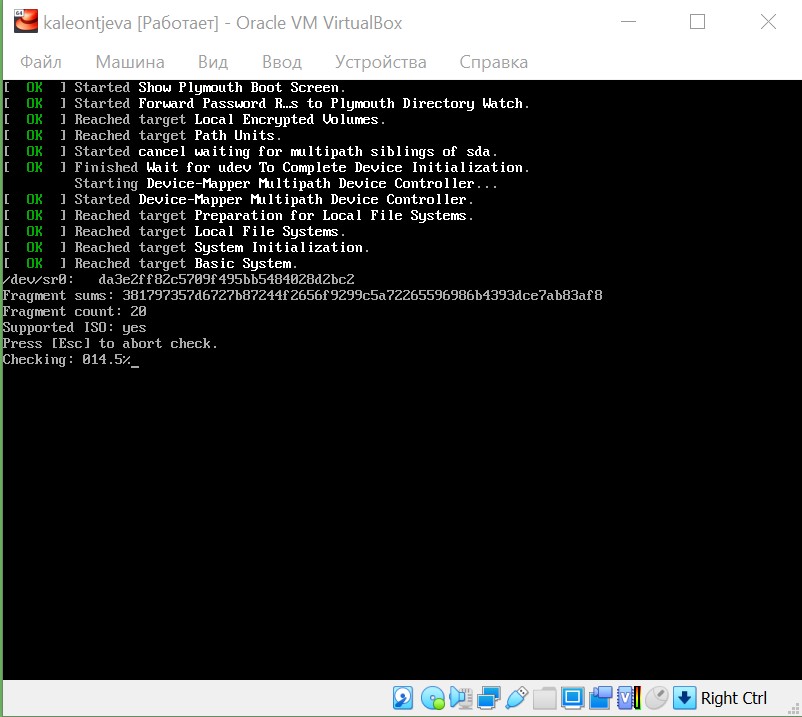 64
kaleontjeva [Работает] - Oracle VM VirtualBox
Файл Машина Вид Ввод Устройства Справка
[  OK  ] Started Show Plymouth Boot Screen.
[  OK  ] Started Forward Password R…s to Plymouth Directory Watch.
[  OK  ] Reached target Local Encrypted Volumes.
[  OK  ] Reached target Path Units.
[  OK  ] Started cancel waiting for multipath siblings of sda.
[  OK  ] Finished Wait for udev To Complete Device Initialization.
         Starting Device-Mapper Multipath Device Controller...
[  OK  ] Started Device-Mapper Multipath Device Controller.
[  OK  ] Reached target Preparation for Local File Systems.
[  OK  ] Reached target Local File Systems.
[  OK  ] Reached target System Initialization.
[  OK  ] Reached target Basic System.
/dev/sr0:   da3e2ff82c5709f495bb5484028d2bc2
Fragment sums: 381797357d6727b87244f2656f9299c5a72265596986b4393dce7ab83af8
Fragment count: 20
Supported ISO: yes
Press [Esc] to abort check.
Checking: 014.5%_
Right Ctrl